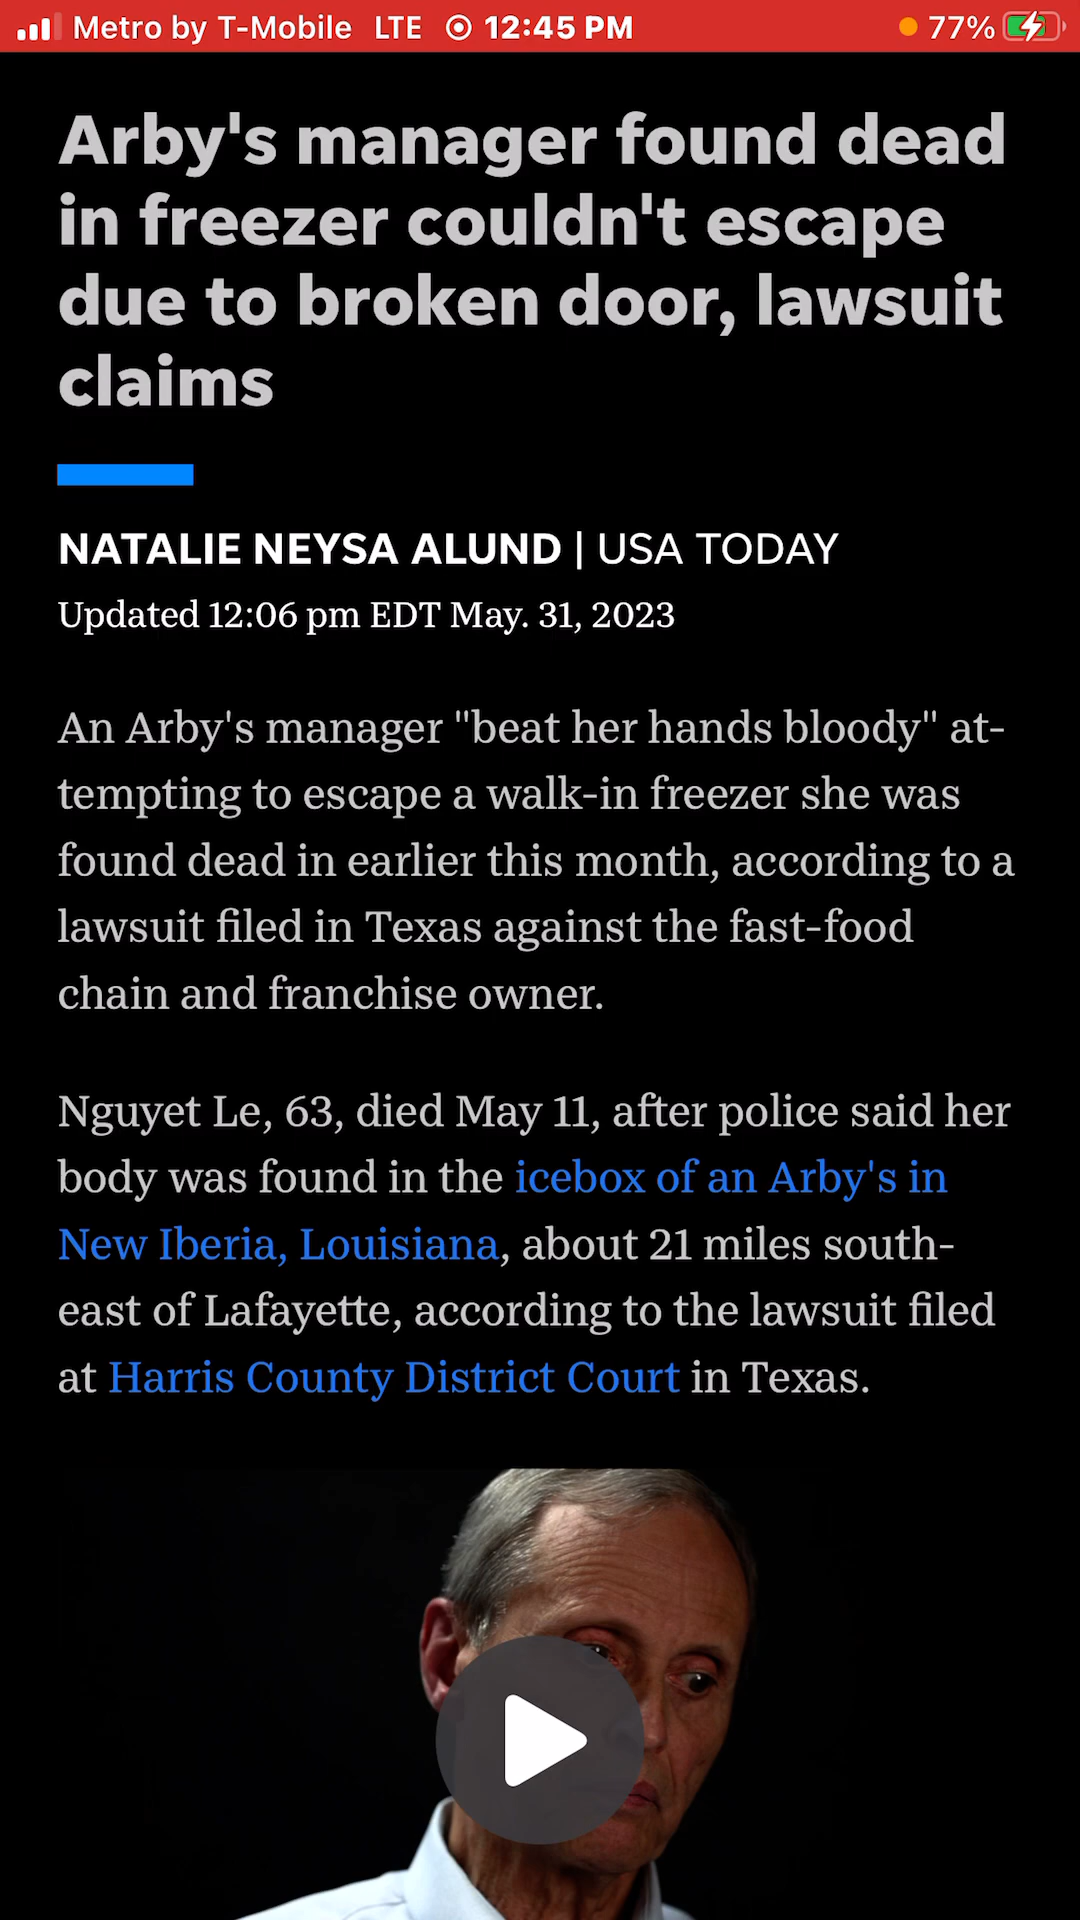 Metro by T-Mobile LTE 12:45 PM 77%
Arby's manager found dead
in freezer couldn't escape
due to broken door, lawsuit
claims
NATALIE NEYSA ALUND | USA TODAY
Updated 12:06 pm EDT May. 31, 2023
An Arby's manager "beat her hands bloody" at-
tempting to escape a walk-in freezer she was
found dead in earlier this month, according to a
lawsuit filed in Texas against the fast-food
chain and franchise owner.
Nguyet Le, 63, died May 11, after police said her
body was found in the icebox of an Arby's in
New Iberia, Louisiana, about 21 miles south-
east of Lafayette, according to the lawsuit filed
at Harris County District Court in Texas.